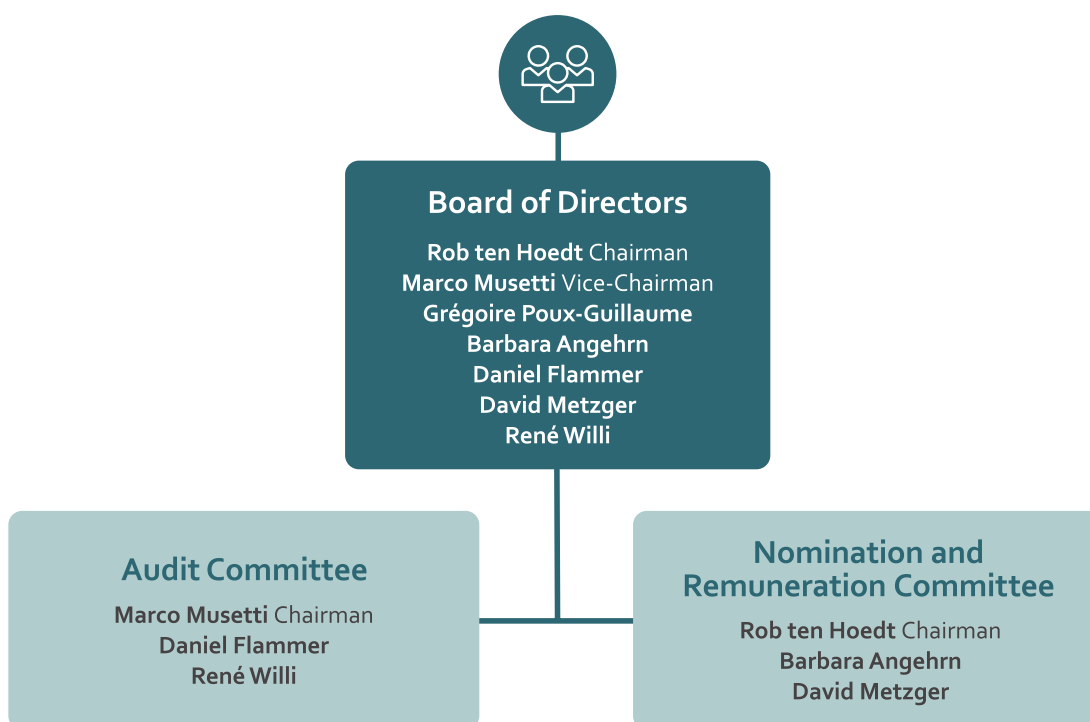 Board of Directors
Rob ten Hoedt Chairman
Marco Musetti Vice-Chairman
Grégoire Poux-Guillaume
Barbara Angehrn
Daniel Flammer
David Metzger
René Willi
Audit Committee
Marco Musetti Chairman
Daniel Flammer
René Willi
Nomination and
Remuneration Committee
Rob ten Hoedt Chairman
Barbara Angehrn
David Metzger